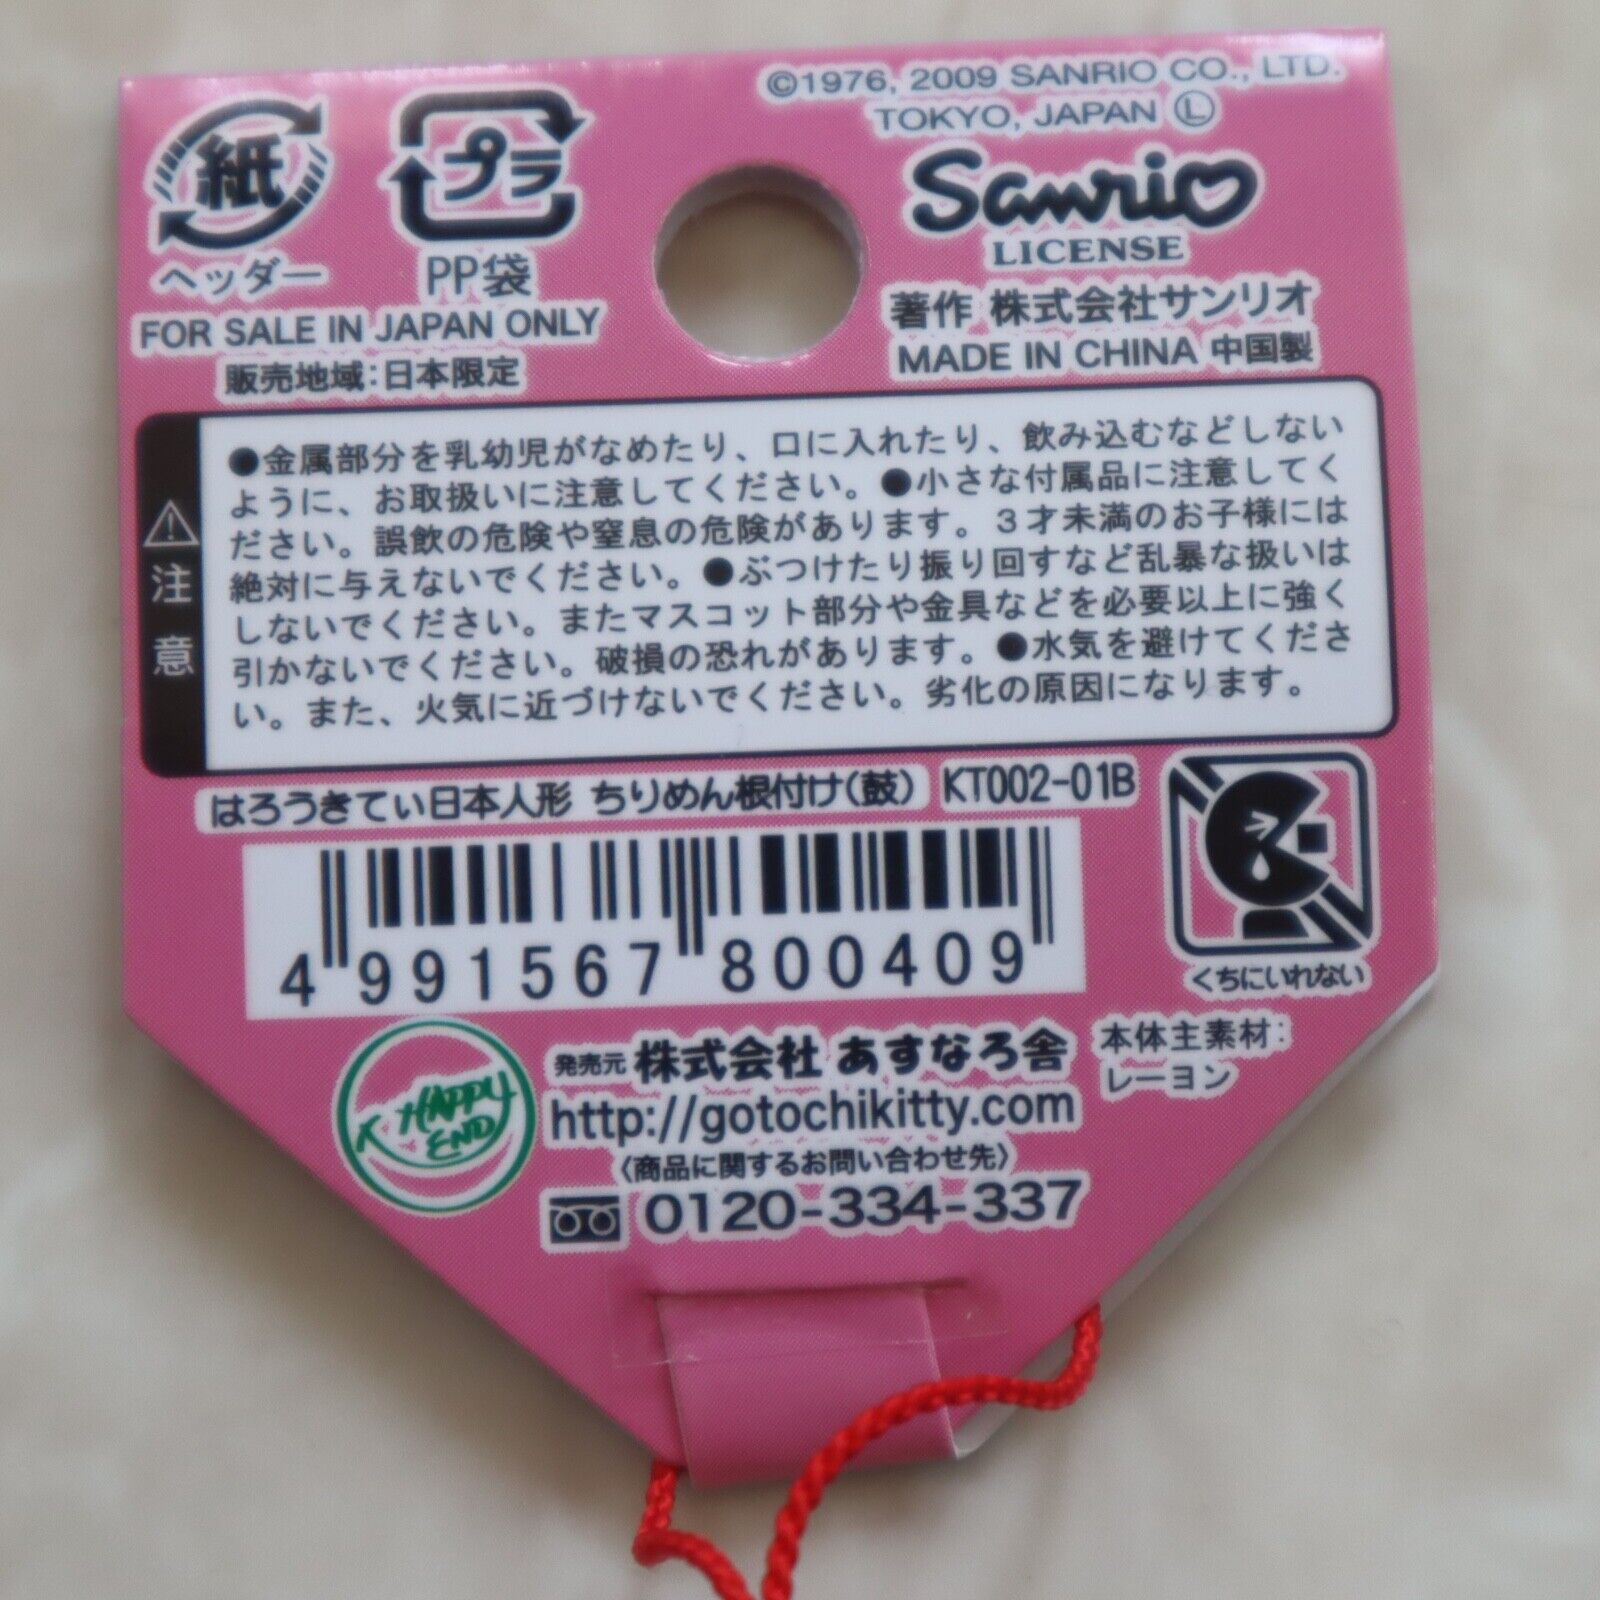 紙
ヘッダー
プラ
PP袋
FOR SALE IN JAPAN ONLY
販売地域:日本限定
©1976, 2009 SANRIO CO., LTD.
TOKYO, JAPAN Ⓛ
Sanrio
LICENSE
著作 株式会社サンリオ
MADE IN CHINA 中国製
⚠注意
●金属部分を乳幼児がなめたり、口に入れたり、飲み込むなどしない
ように、お取扱いに注意してください。●小さな付属品に注意してく
ださい。誤飲の危険や窒息の危険があります。3才未満のお子様には
絶対に与えないでください。●ぶつけたり振り回すなど乱暴な扱いは
しないでください。またマスコット部分や金具などを必要以上に強く
引かないでください。破損の恐れがあります。●水気を避けてくださ
い。また、火気に近づけないでください。劣化の原因になります。
はろうきてぃ日本人形 ちりめん根付け(鼓) KT002-01B
4 991567 800409
くちにいれない
HAPPY
END
発売元 株式会社 あすなろ舎
http://gotochikitty.com
〈商品に関するお問い合わせ先〉
0120-334-337
本体主素材:
レーヨン